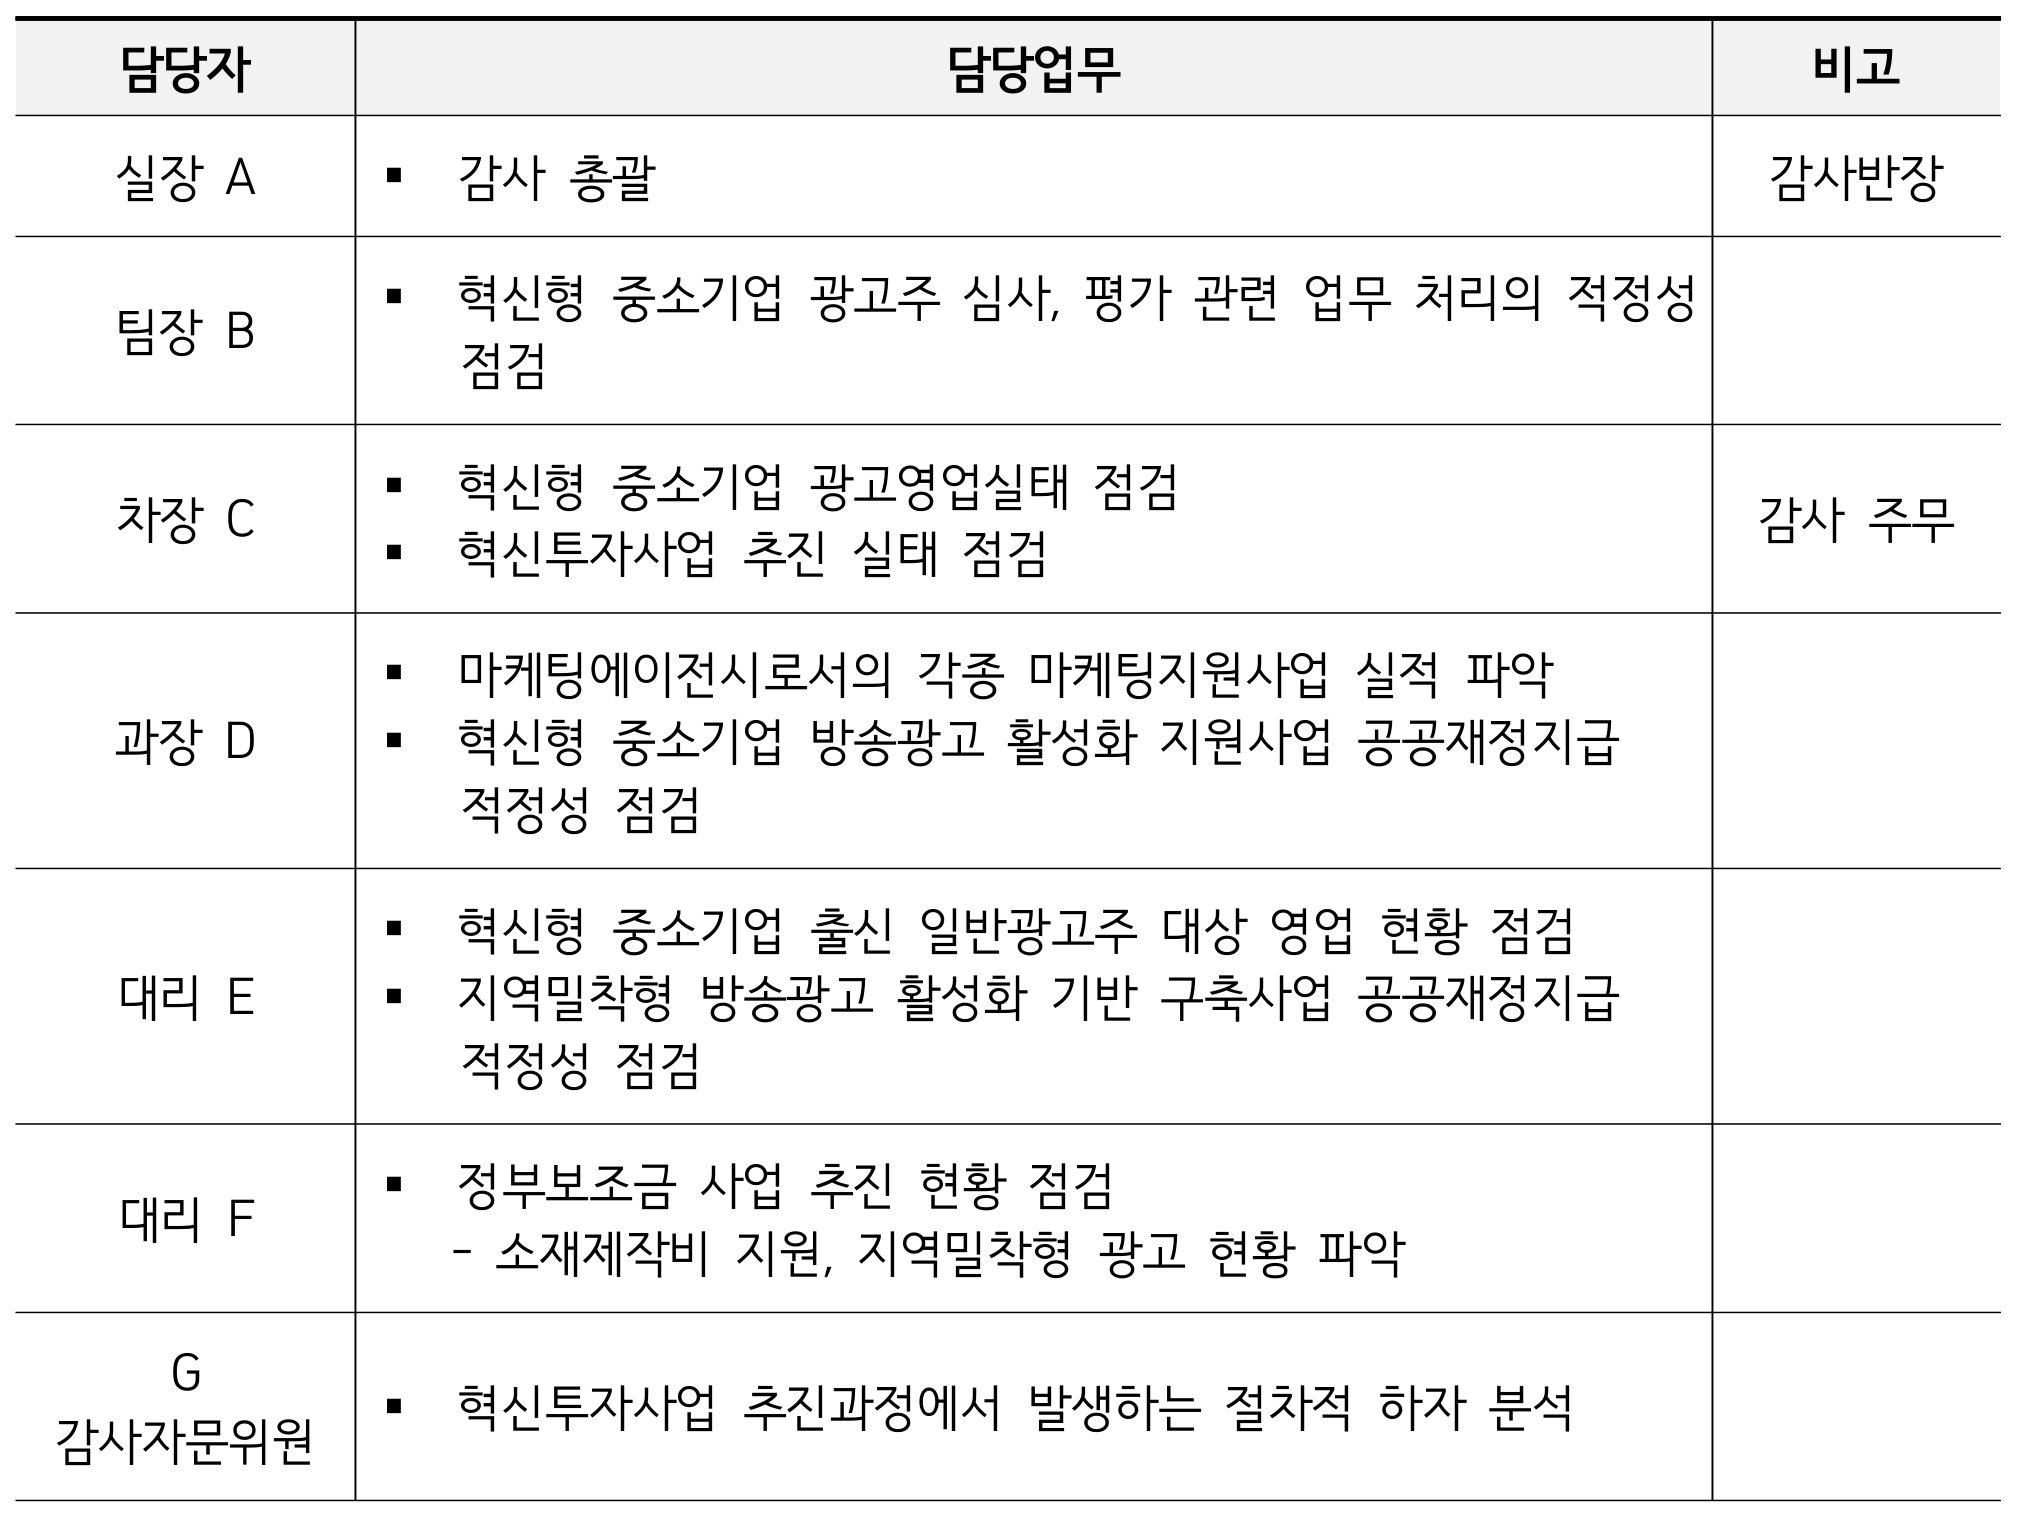 담당자 담당업무 비고
실장 A ▪ 감사 총괄 감사반장
팀장 B ▪ 혁신형 중소기업 광고주 심사, 평가 관련 업무 처리의 적정성
점검
차장 C ▪ 혁신형 중소기업 광고영업실태 점검
▪ 혁신투자사업 추진 실태 점검
감사 주무
과장 D ▪ 마케팅에이전시로서의 각종 마케팅지원사업 실적 파악
▪ 혁신형 중소기업 방송광고 활성화 지원사업 공공재정지급
적정성 점검
대리 E ▪ 혁신형 중소기업 출신 일반광고주 대상 영업 현황 점검
▪ 지역밀착형 방송광고 활성화 기반 구축사업 공공재정지급
적정성 점검
대리 F ▪ 정부보조금 사업 추진 현황 점검
- 소재제작비 지원, 지역밀착형 광고 현황 파악
G
감사자문위원
▪ 혁신투자사업 추진과정에서 발생하는 절차적 하자 분석